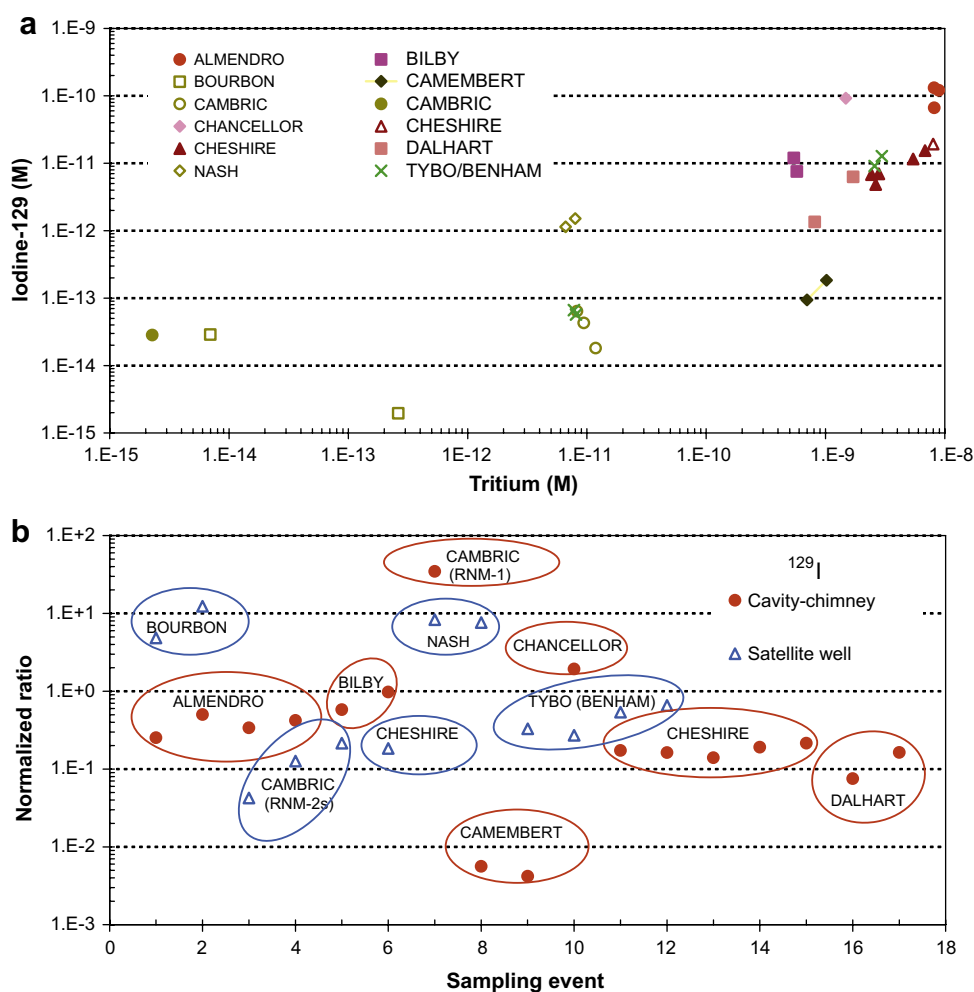 a
1.E-9
1.E-10
1.E-11
1.E-12
1.E-13
1.E-14
1.E-15
Iodine-129 (M)
ALMENDRO
BOURBON
CAMBRIC
CHANCELLOR
CHESHIRE
NASH
BILBY
CAMEMBERT
CAMBRIC
CHESHIRE
DALHART
TYBO/BENHAM
1.E-15 1.E-14 1.E-13 1E-12 1.E-11 1.E-10 1.E-9 1.E-8
Tritium (M)
b
1.E+2
1.E+1
1.E+0
1.E-1
1.E-2
1.E-3
Normalized ratio
CAMBRIC
(RNM-1)
129I
Cavity-chimney
Satellite well
BOURBON
NASH
CHANCELLOR
ALMENDRO
BILBY
TYBO (BENHAM)
CHESHIRE
CHESHIRE
CAMBRIC
(RNM-2s)
DALHART
CAMEMBERT
0 2 4 6 8 10 12 14 16 18
Sampling event